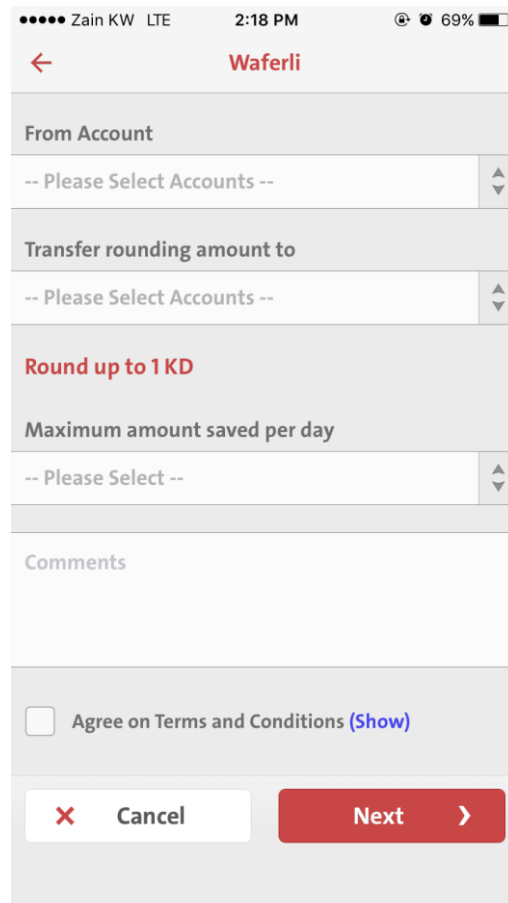 Zain KW LTE 2:18 PM 69%
Waferli
From Account
-- Please Select Accounts --
Transfer rounding amount to
-- Please Select Accounts --
Round up to 1 KD
Maximum amount saved per day
-- Please Select --
Comments
Agree on Terms and Conditions (Show)
Cancel
Next